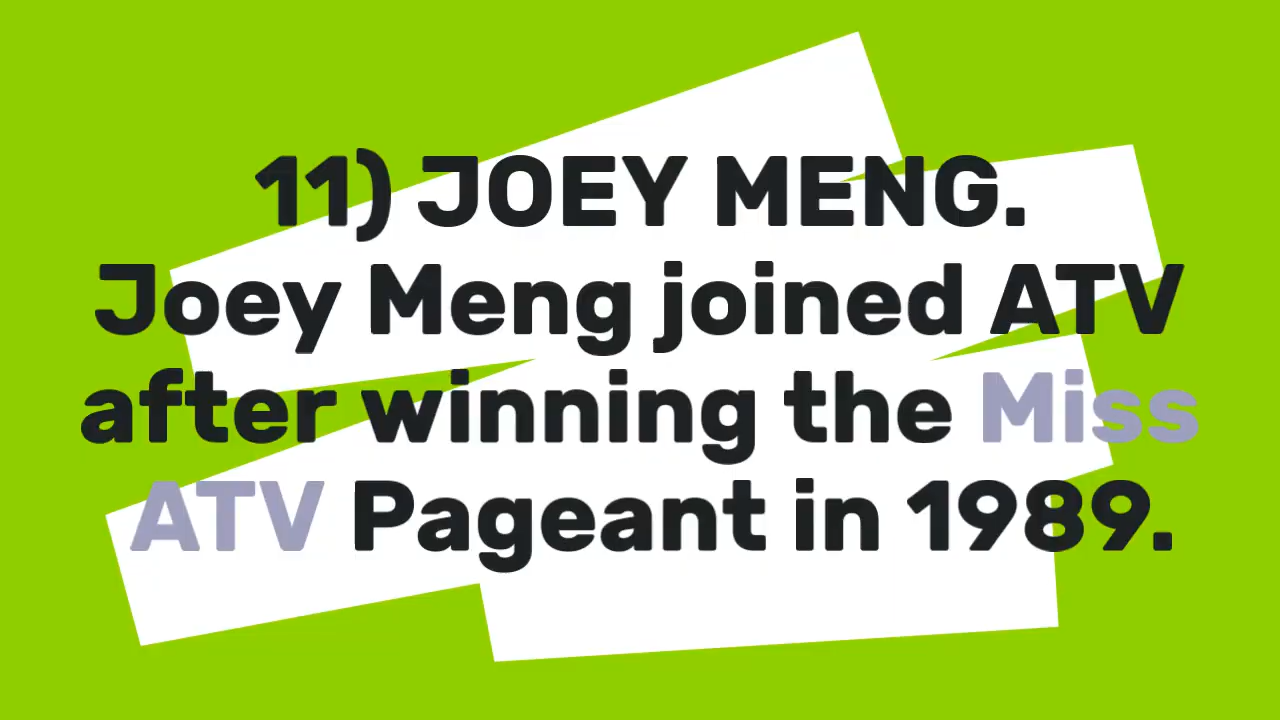 11) JOEY MENG.
Joey Meng joined ATV
after winning the Miss
ATV Pageant in 1989.